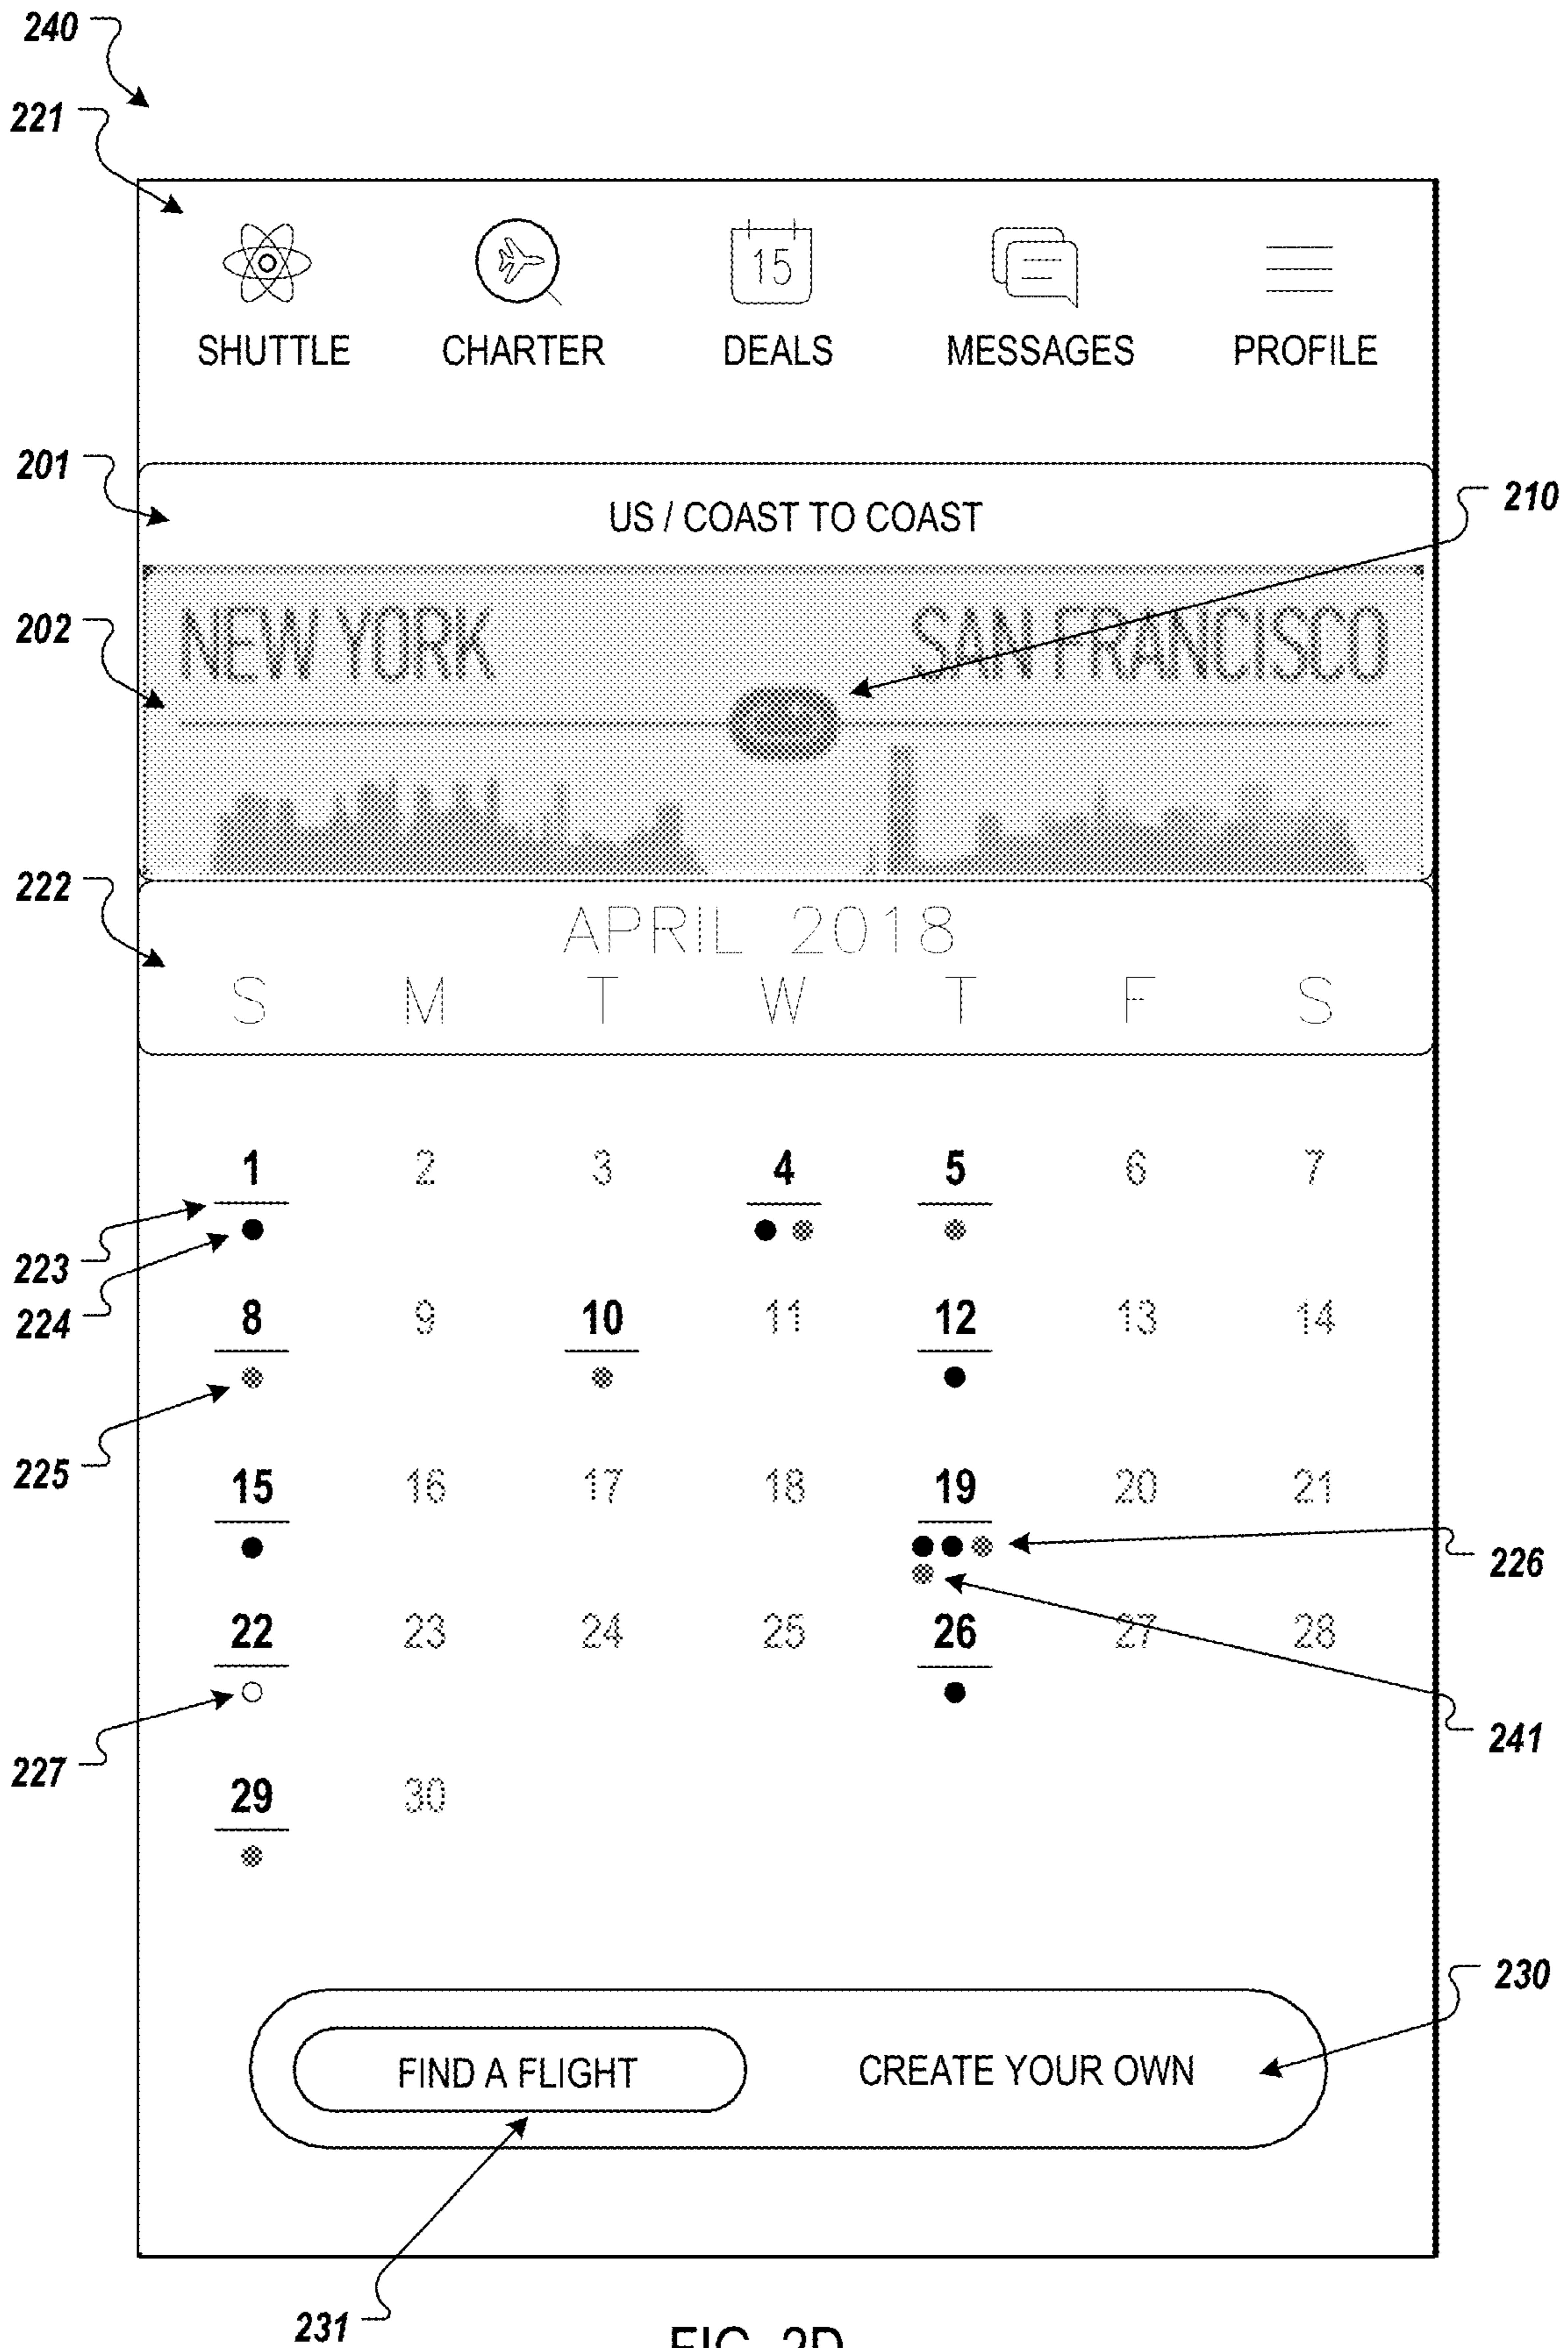 240
221
15
SHUTTLE CHARTER DEALS MESSAGES PROFILE
201
US / COAST TO COAST
210
NEW YORK SAN FRANCISCO
202
222
APRIL 2018
S M T W T F S
1 2 3 4 5 6 7
223
224
8 9 10 11 12 13 14
225
15 16 17 18 19 20 21
226
22 23 24 25 26 27 28
227
241
29 30
230
FIND A FLIGHT CREATE YOUR OWN
231
FIG. 2D